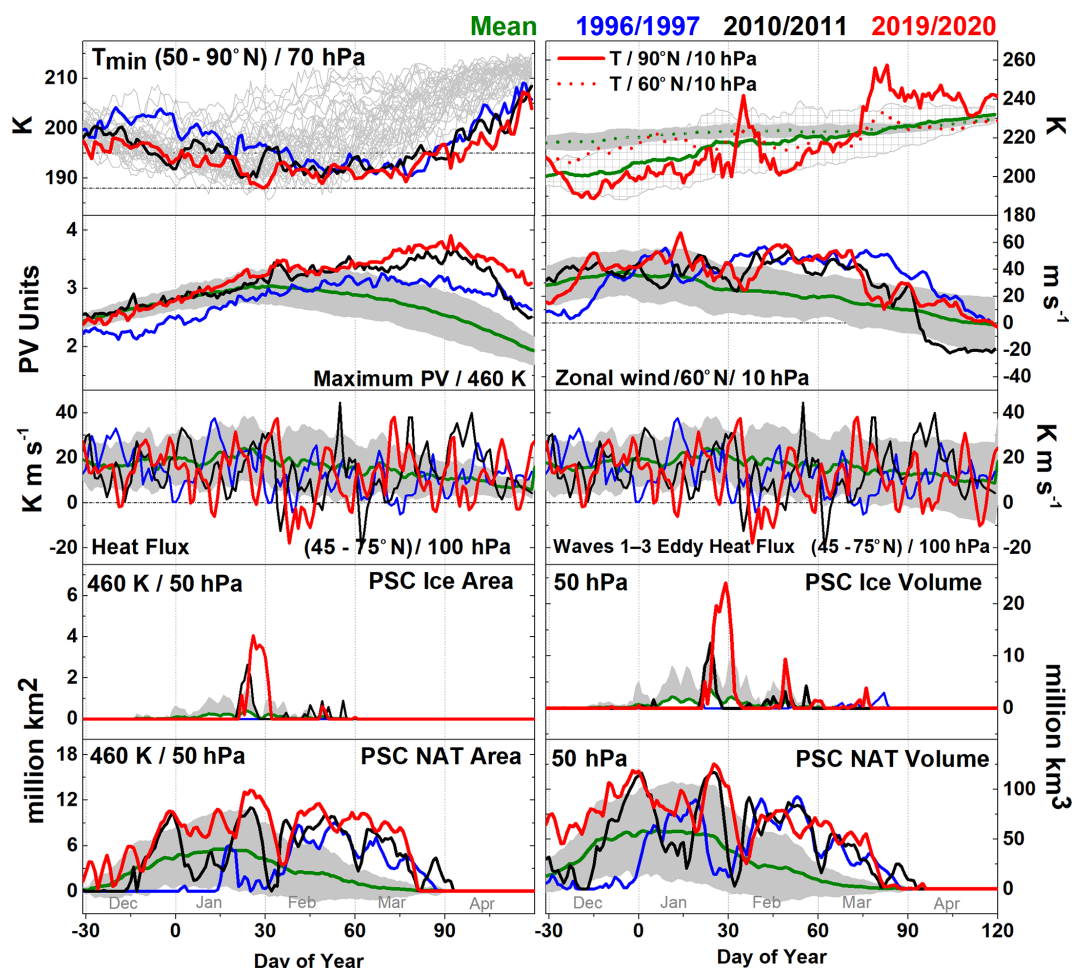 Mean 1996/1997 2010/2011 2019/2020
Tmin (50 - 90°N) / 70 hPa
210
200
190
K
T / 90°N /10 hPa
T / 60°N /10 hPa
260
240
220
200
K
4
3
2
PV Units
Maximum PV / 460 K
180
60
40
20
0
-20
-40
m s-1
Zonal wind /60°N/ 10 hPa
40
20
0
-20
K m s-1
Heat Flux (45 - 75°N) / 100 hPa
40
20
0
-20
K m s-1
Waves 1–3 Eddy Heat Flux (45 -75°N) / 100 hPa
460 K / 50 hPa PSC Ice Area
6
4
2
0
million km2
50 hPa PSC Ice Volume
20
10
0
million km3
460 K / 50 hPa PSC NAT Area
18
12
6
0
Dec Jan Feb Mar Apr
50 hPa PSC NAT Volume
100
50
0
Dec Jan Feb Mar Apr
-30 0 30 60 90
Day of Year
-30 0 30 60 90 120
Day of Year